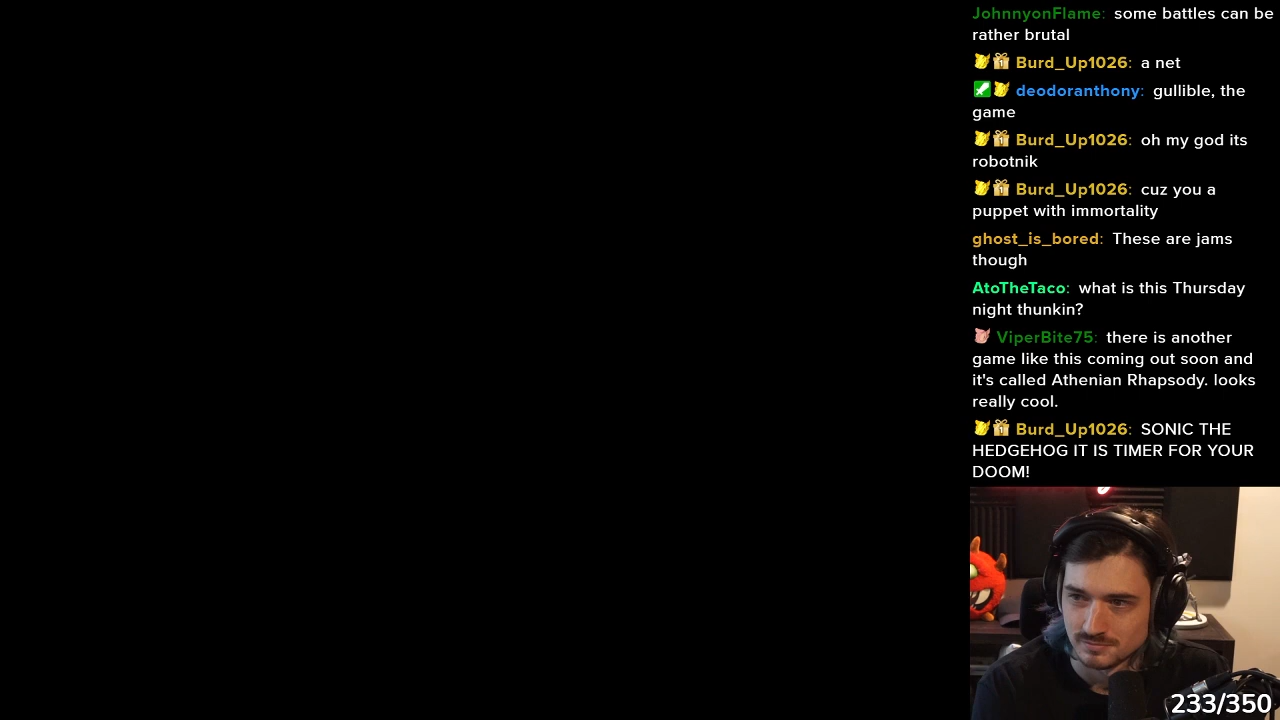 JohnnyonFlame: some battles can be
rather brutal
Burd_Up1026: a net
deodoranthony: gullible, the
game
Burd_Up1026: oh my god its
robotnik
Burd_Up1026: cuz you a
puppet with immortality
ghost_is_bored: These are jams
though
AtoTheTaco: what is this Thursday
night thunkin?
ViperBite75: there is another
game like this coming out soon and
it's called Athenian Rhapsody. looks
really cool.
Burd_Up1026: SONIC THE
HEDGEHOG IT IS TIMER FOR YOUR
DOOM!
233/350